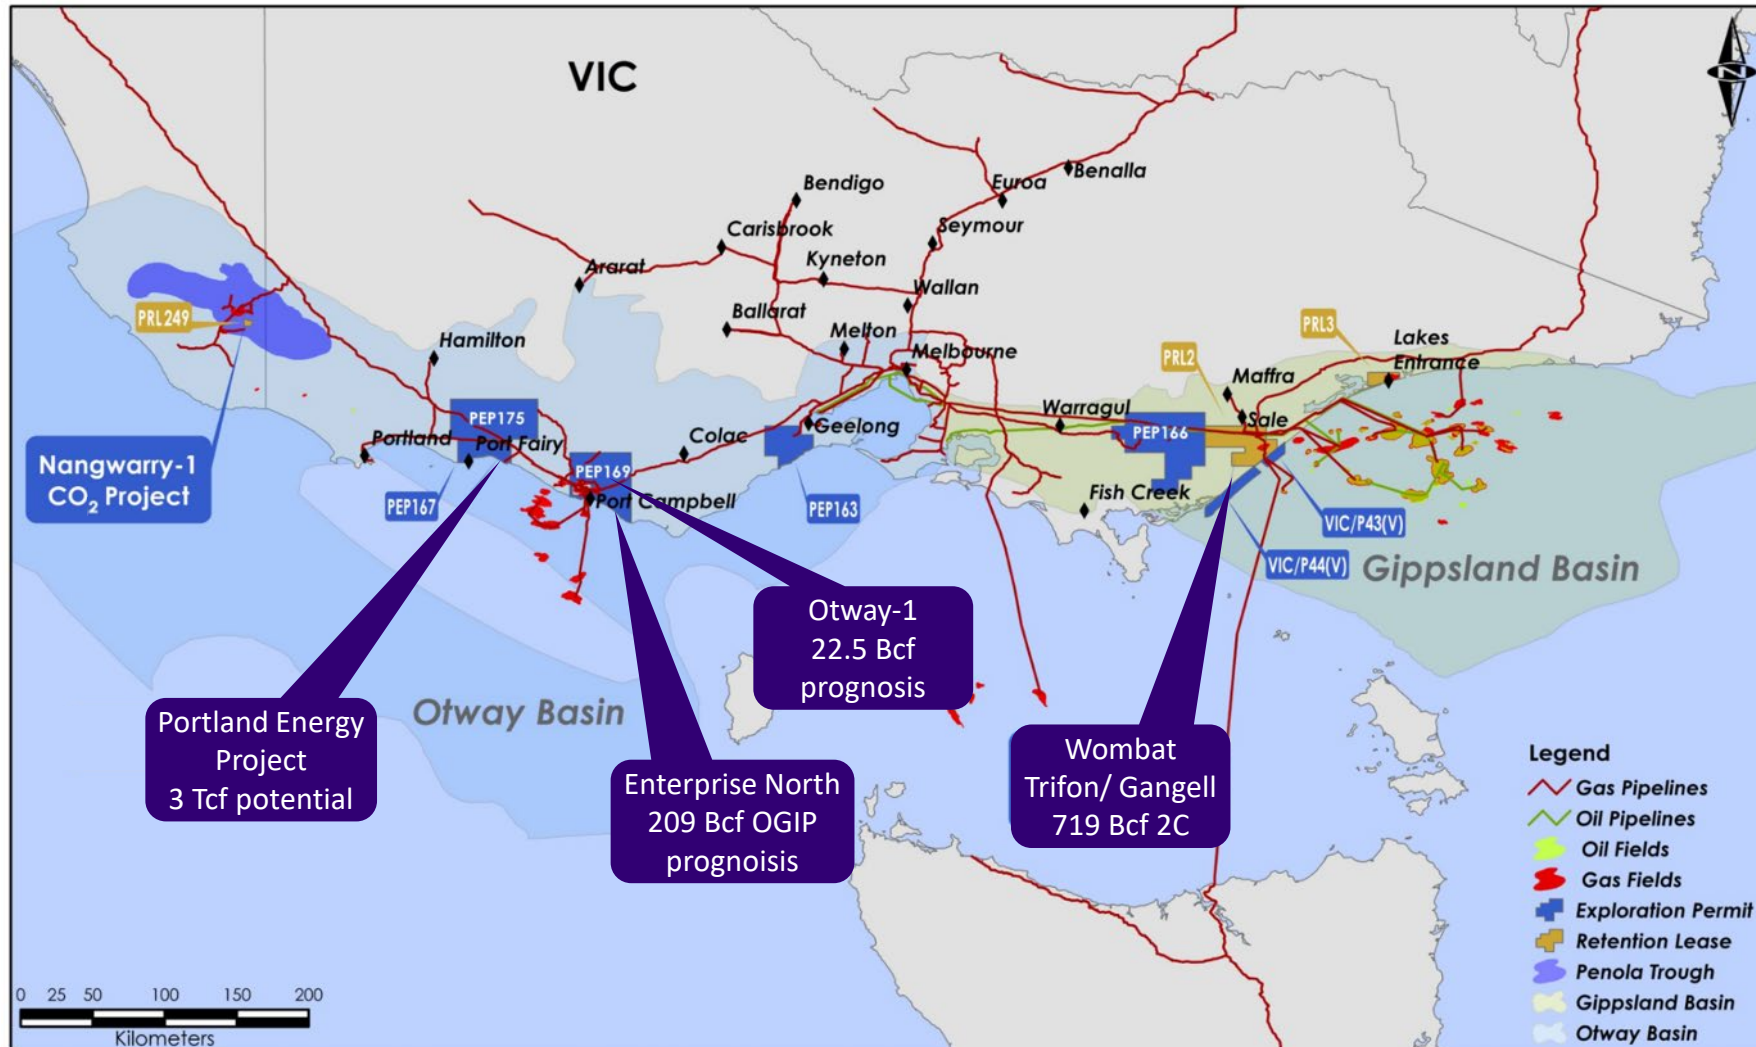 VIC
N
Bendigo
Euroa
Benalla
Carisbrook
Seymour
Ararat
Kyneton
Wallan
PRL249
Ballarat
Melton
Hamilton
Melbourne
PRL3
Lakes
Entrance
PRL2
Maffra
Sale
Warragul
PEP166
PEP175
Portland
Port Fairy
Colac
Geelong
Nangwarry-1
CO₂ Project
PEP169
PEP167
Port Campbell
PEP163
Fish Creek
VIC/P43(V)
VIC/P44(V)
Gippsland Basin
Otway-1
22.5 Bcf
prognosis
Otway Basin
Portland Energy
Project
3 Tcf potential
Enterprise North
209 Bcf OGIP
prognoisis
Wombat
Trifon/ Gangell
719 Bcf 2C
Legend
Gas Pipelines
Oil Pipelines
Oil Fields
Gas Fields
Exploration Permit
Retention Lease
Penola Trough
Gippsland Basin
Otway Basin
0 25 50 100 150 200
Kilometers